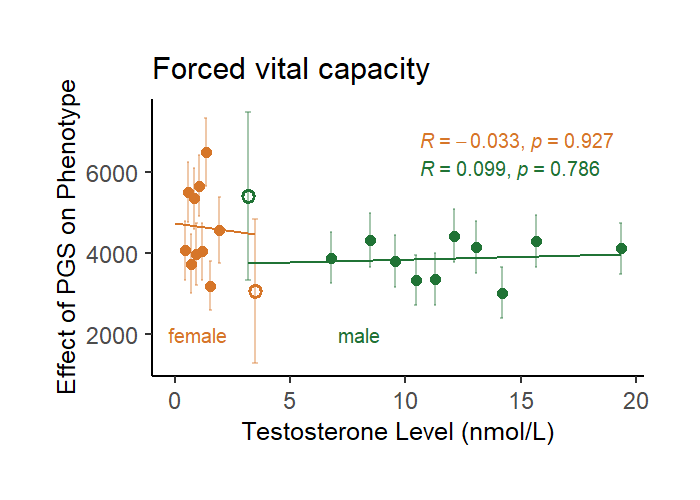 Forced vital capacity
Effect of PGS on Phenotype
R = −0.033, p = 0.927
R = 0.099, p = 0.786
6000
4000
2000
female
male
0 5 10 15 20
Testosterone Level (nmol/L)